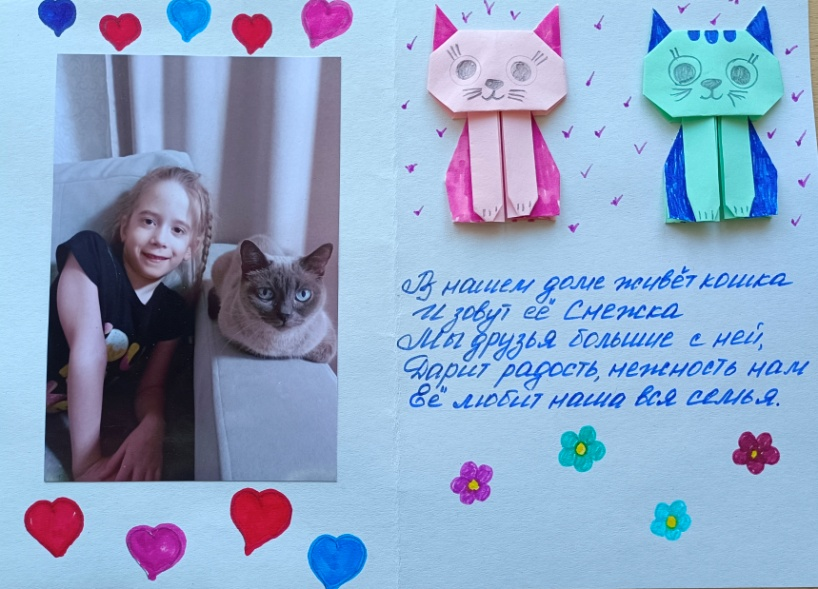 В нашем доме живёт кошка
И зовут её Снежка
Мы друзья большие с ней,
Дарит радость, нежность нам
Её любит наша вся семья.